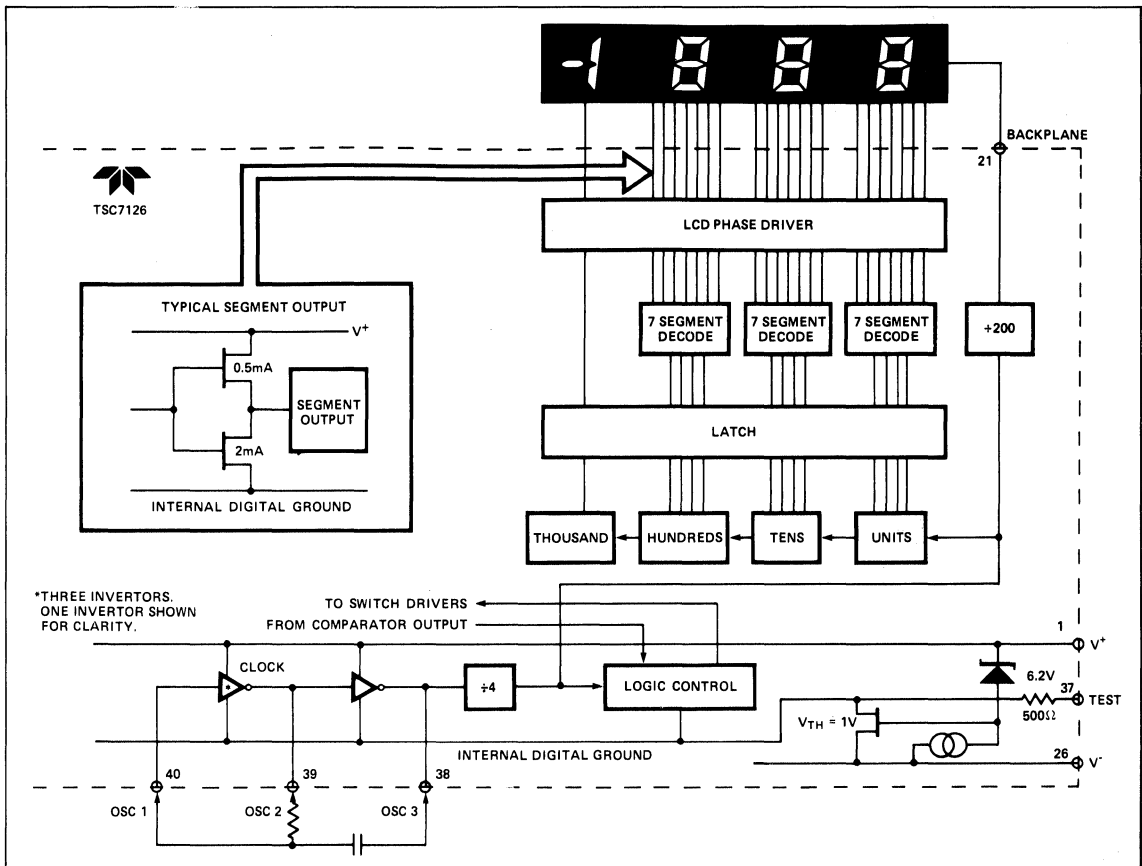 -1 8 8 8
BACKPLANE
21
TSC7126
LCD PHASE DRIVER
TYPICAL SEGMENT OUTPUT
V+
0.5mA
SEGMENT
OUTPUT
2mA
INTERNAL DIGITAL GROUND
7 SEGMENT
DECODE
7 SEGMENT
DECODE
7 SEGMENT
DECODE
÷200
LATCH
THOUSAND
HUNDREDS
TENS
UNITS
*THREE INVERTORS.
ONE INVERTOR SHOWN
FOR CLARITY.
TO SWITCH DRIVERS
FROM COMPARATOR OUTPUT
1
V+
CLOCK
*
÷4
LOGIC CONTROL
6.2V
37
TEST
500Ω
VTH = 1V
INTERNAL DIGITAL GROUND
26
V-
40
39
38
OSC 1
OSC 2
OSC 3